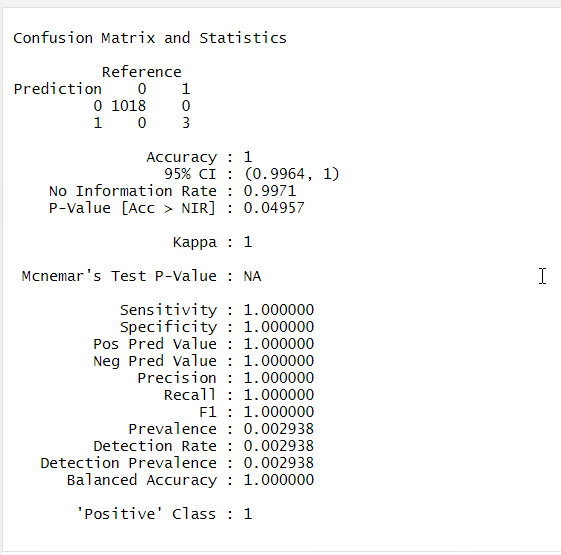 Confusion Matrix and Statistics
Reference
Prediction 0 1
0 1018 0
1 0 3
Accuracy : 1
95% CI : (0.9964, 1)
No Information Rate : 0.9971
P-Value [Acc > NIR] : 0.04957
Kappa : 1
Mcnemar's Test P-Value : NA
Sensitivity : 1.000000
Specificity : 1.000000
Pos Pred Value : 1.000000
Neg Pred Value : 1.000000
Precision : 1.000000
Recall : 1.000000
F1 : 1.000000
Prevalence : 0.002938
Detection Rate : 0.002938
Detection Prevalence : 0.002938
Balanced Accuracy : 1.000000
'Positive' Class : 1